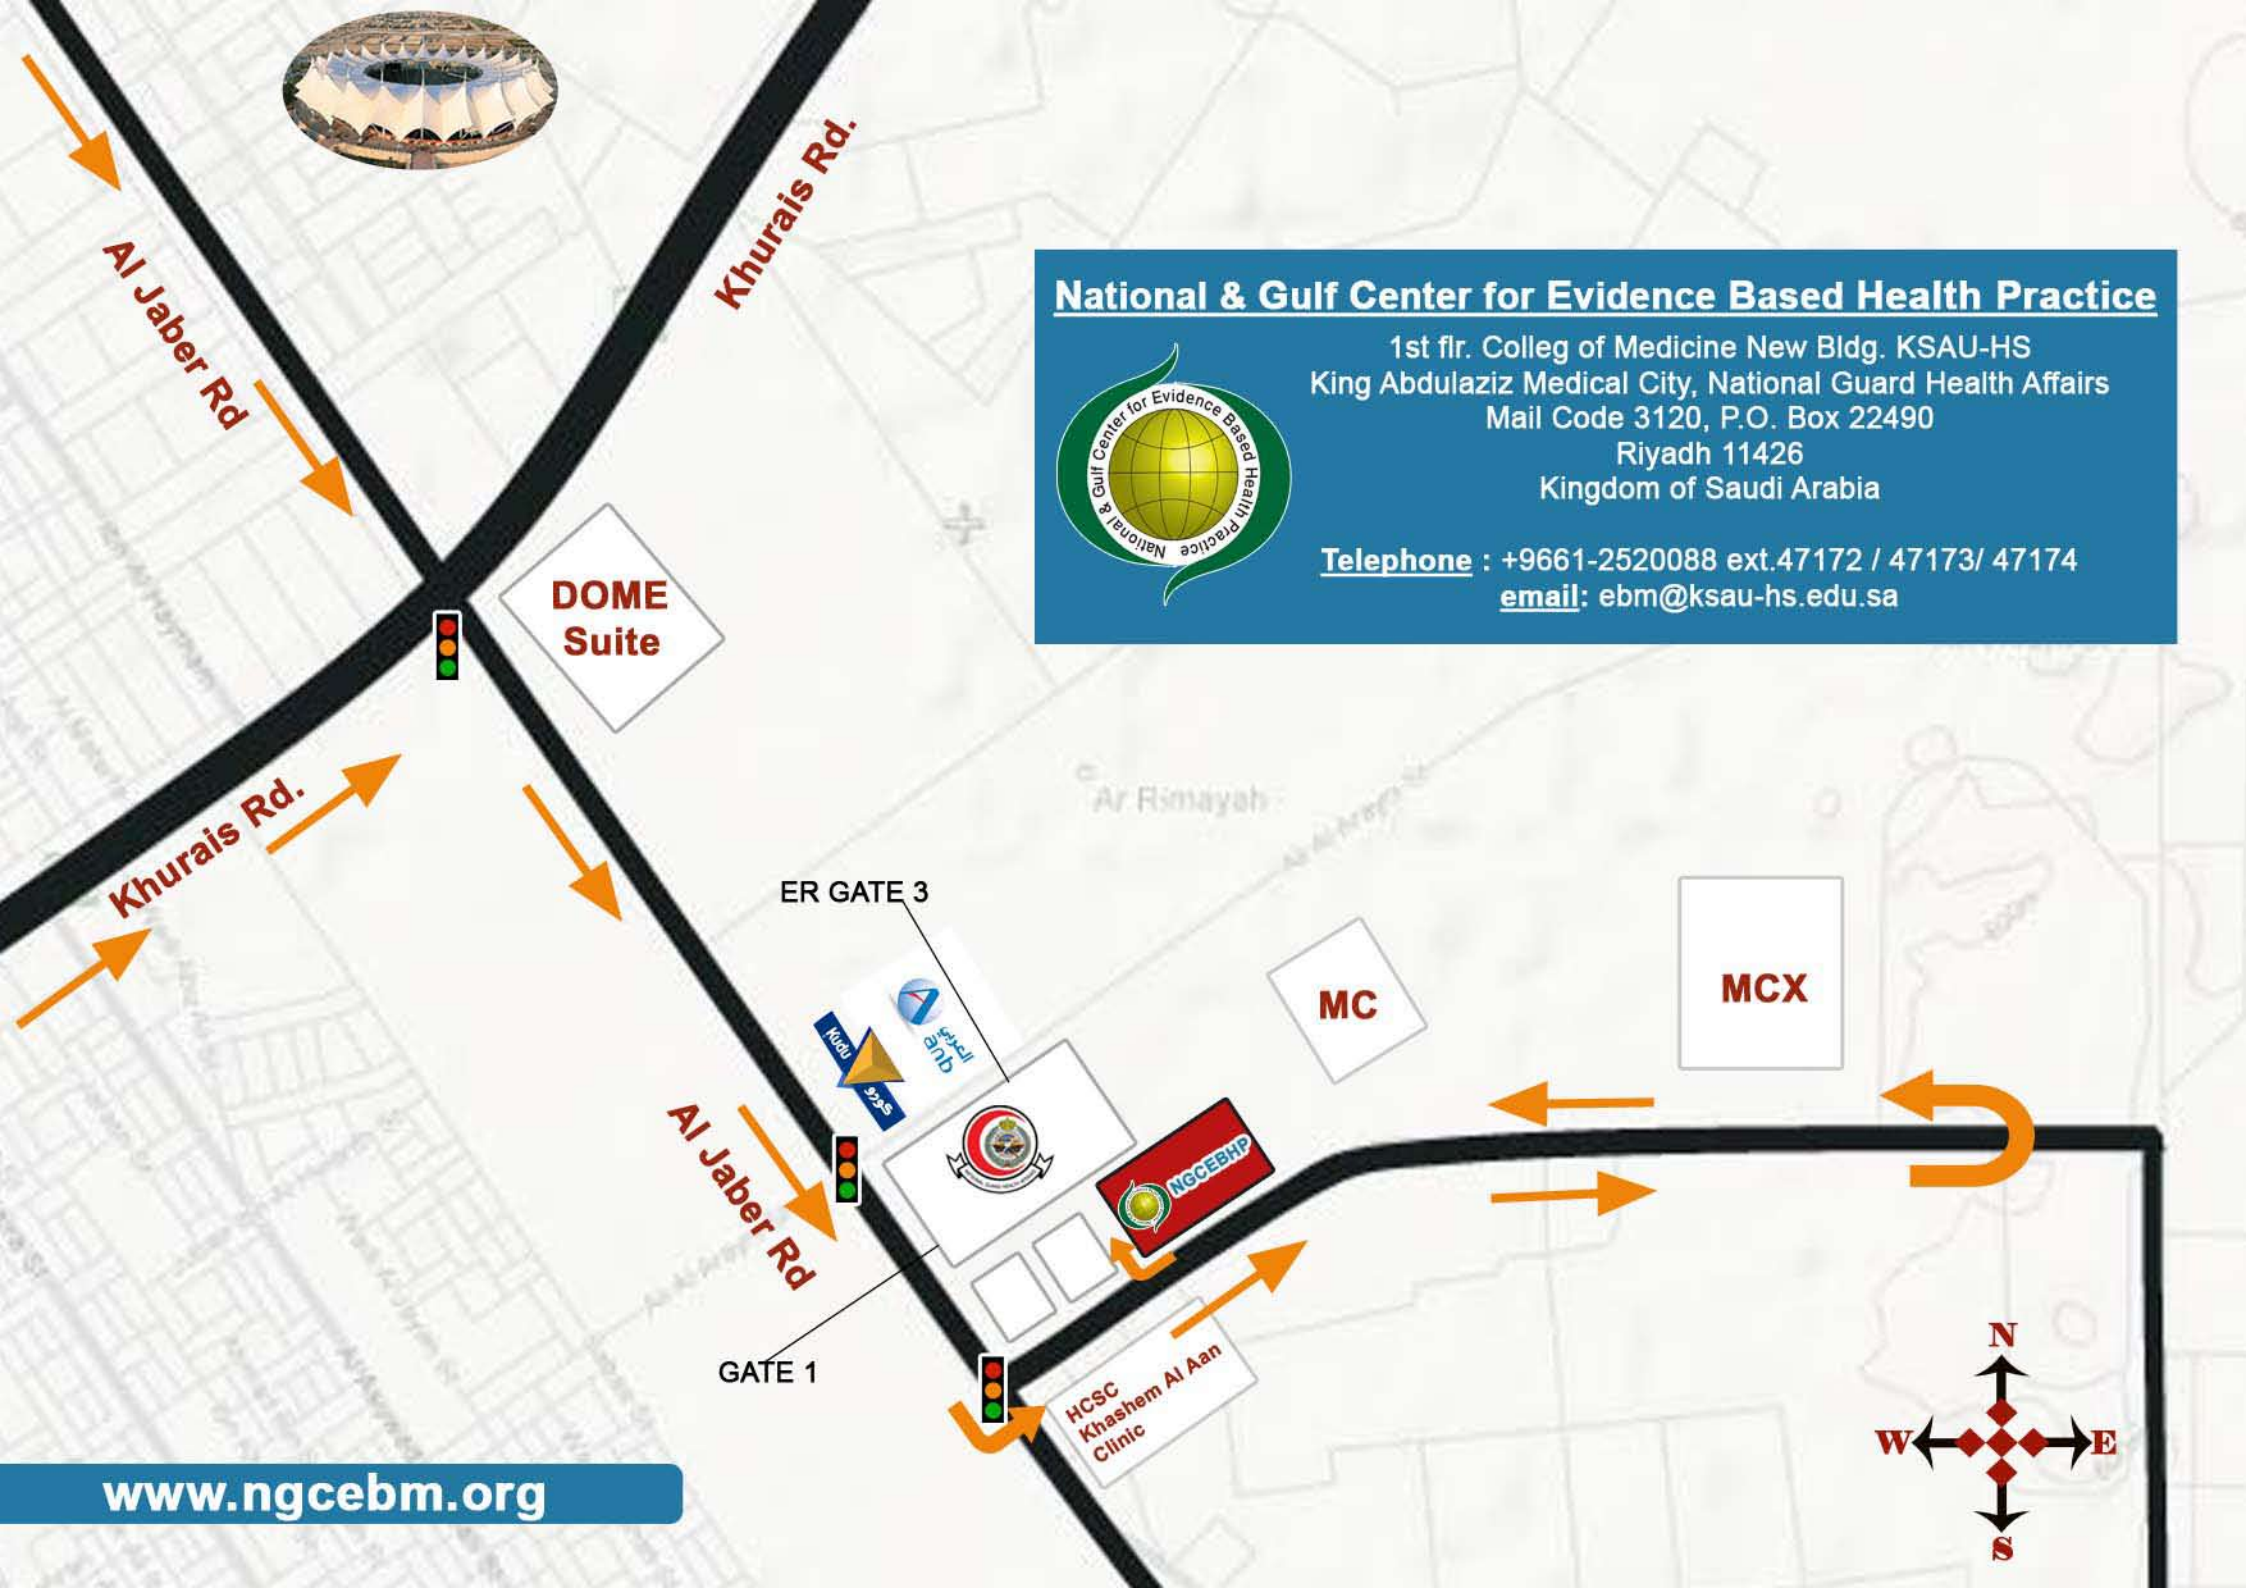 Khurais Rd.
Al Jaber Rd
National & Gulf Center for Evidence Based Health Practice
1st flr. Colleg of Medicine New Bldg. KSAU-HS
King Abdulaziz Medical City, National Guard Health Affairs
Mail Code 3120, P.O. Box 22490
Riyadh 11426
Kingdom of Saudi Arabia
Telephone : +9661-2520088 ext.47172 / 47173/ 47174
email: ebm@ksau-hs.edu.sa
National & Gulf Center for Evidence Based Health Practice
DOME
Suite
Khurais Rd.
Ar Rimayah
ER GATE 3
Kudu
كودو
العربي
anb
MC
MCX
Al Jaber Rd
NGCEBHP
GATE 1
HCSC
Khashem Al Aan
Clinic
N
W
E
S
www.ngcebm.org